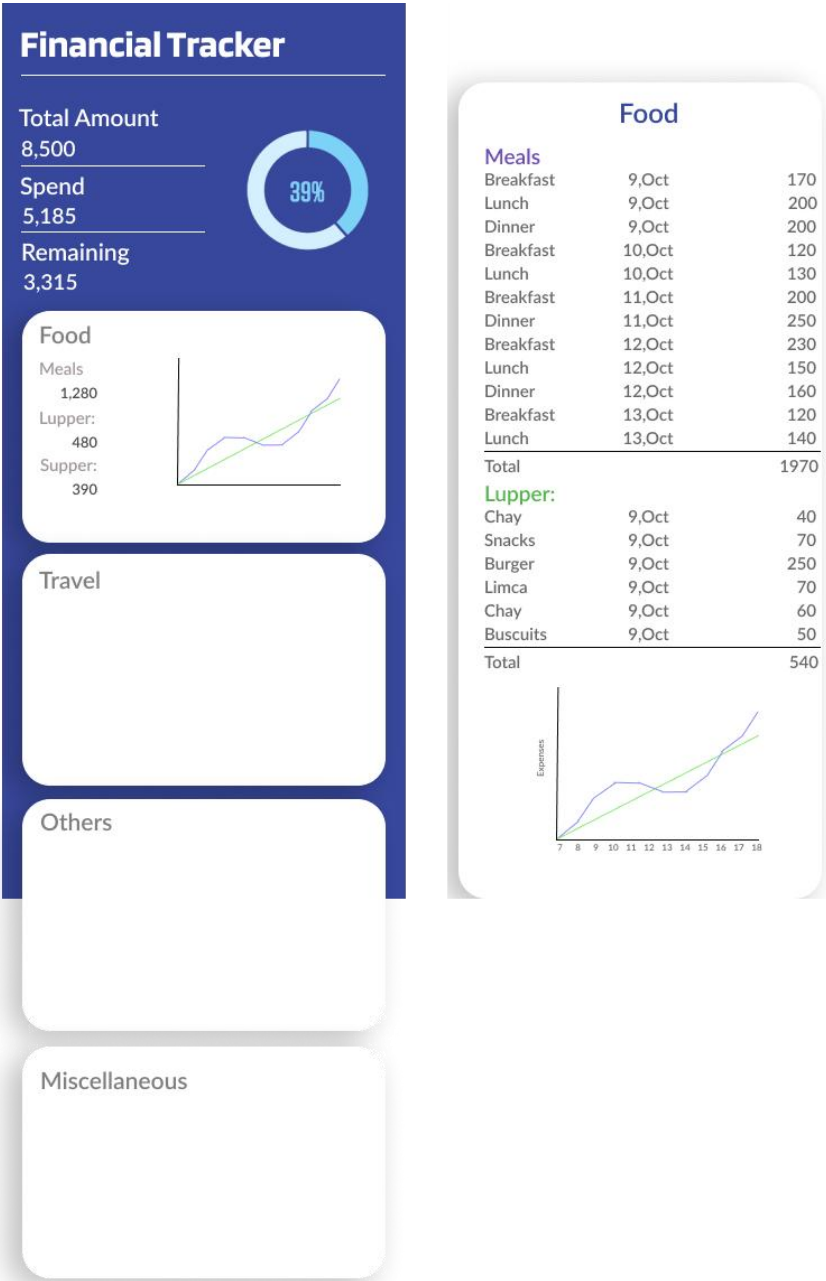 Financial Tracker
Total Amount
8,500
Spend
5,185
Remaining
3,315
39%
Food
Meals
1,280
Lupper:
480
Supper:
390
Travel
Others
Miscellaneous
Food
Meals
Breakfast 9,Oct 170
Lunch 9,Oct 200
Dinner 9,Oct 200
Breakfast 10,Oct 120
Lunch 10,Oct 130
Breakfast 11,Oct 200
Dinner 11,Oct 250
Breakfast 12,Oct 230
Lunch 12,Oct 150
Dinner 12,Oct 160
Breakfast 13,Oct 120
Lunch 13,Oct 140
Total 1970
Lupper:
Chay 9,Oct 40
Snacks 9,Oct 70
Burger 9,Oct 250
Limca 9,Oct 70
Chay 9,Oct 60
Buscuits 9,Oct 50
Total 540
Expenses
7 8 9 10 11 12 13 14 15 16 17 18